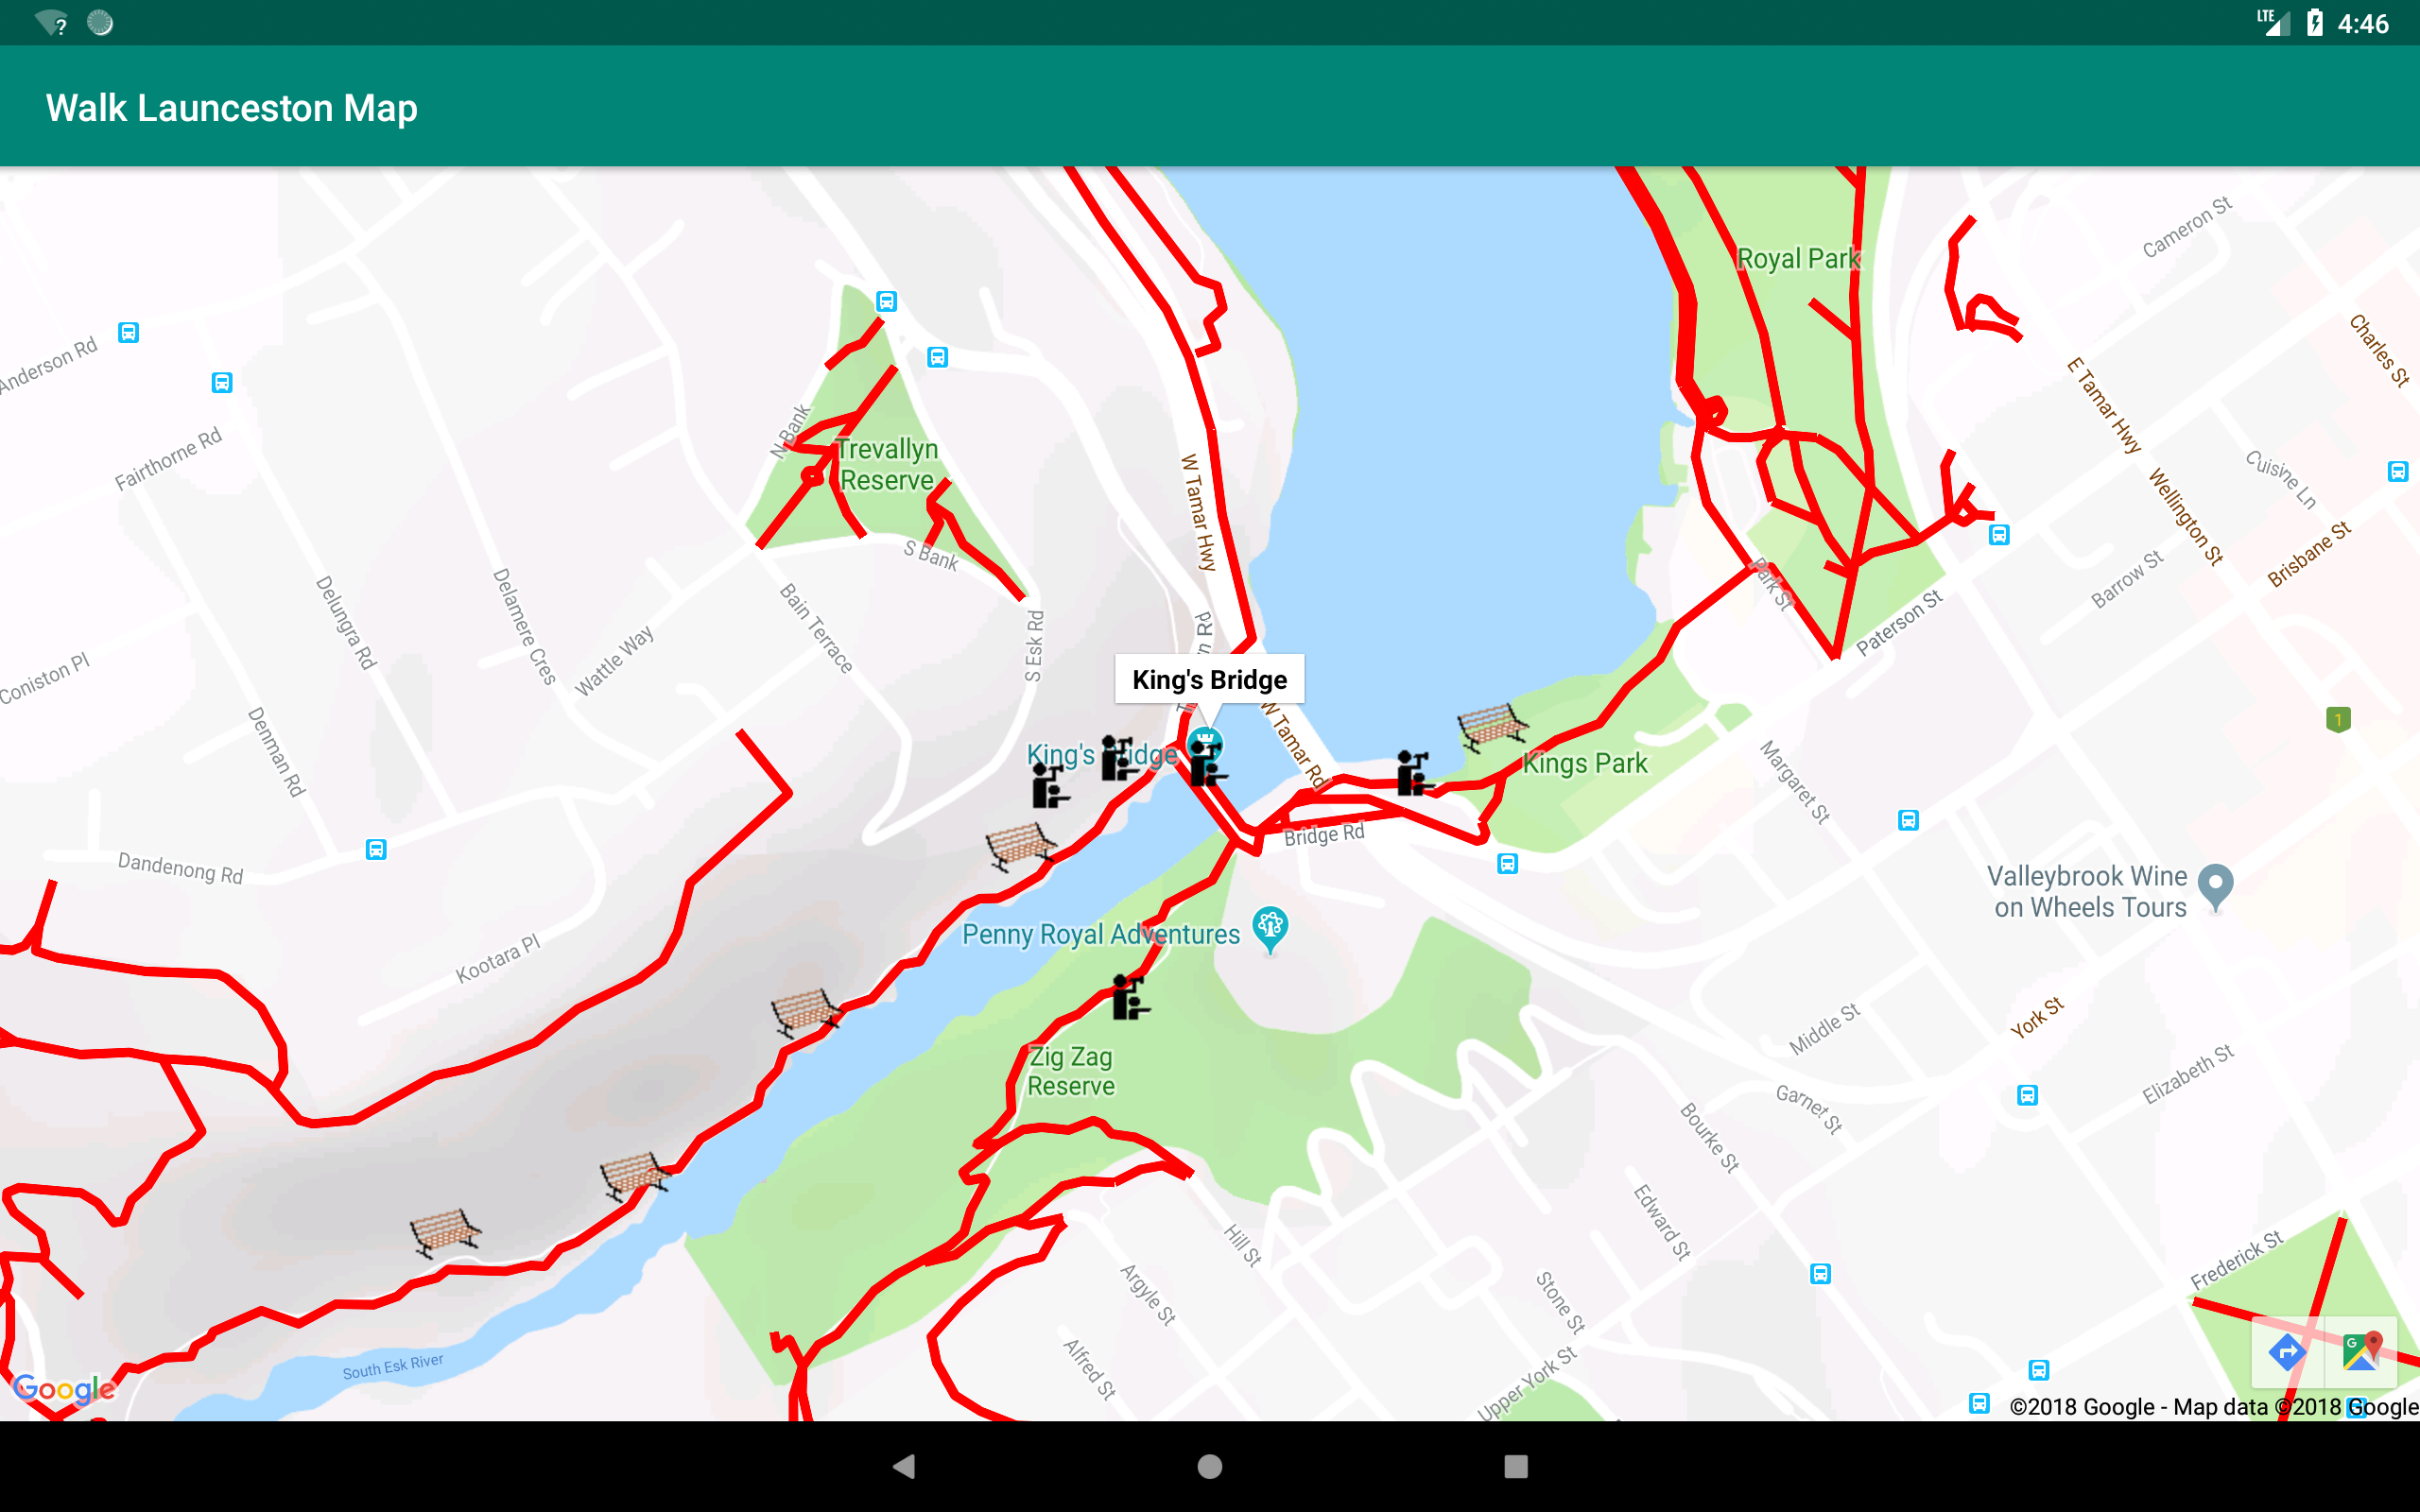 ?
LTE
4:46
Walk Launceston Map
Royal Park
Cameron St
Anderson Rd
Charles St
E Tamar Hwy
N Bank
Fairthorne Rd
Trevallyn
Reserve
W Tamar Hwy
Cuisine Ln
Wellington St
Brisbane St
S Bank
Park St
Barrow St
Delungra Rd
Delamere Cres
Bain Terrace
S Esk Rd
Paterson St
Wattle Way
Coniston Pl
King's Bridge
Denman Rd
W Tamar Rd
King's Bridge
Kings Park
Margaret St
Bridge Rd
Dandenong Rd
Valleybrook Wine
on Wheels Tours
Penny Royal Adventures
Kootara Pl
Middle St
York St
Zig Zag
Reserve
Elizabeth St
Garnet St
Bourke St
Edward St
Hill St
Frederick St
Argyle St
Stone St
South Esk River
Alfred St
Upper York St
1
G
Google
©2018 Google - Map data ©2018 Google